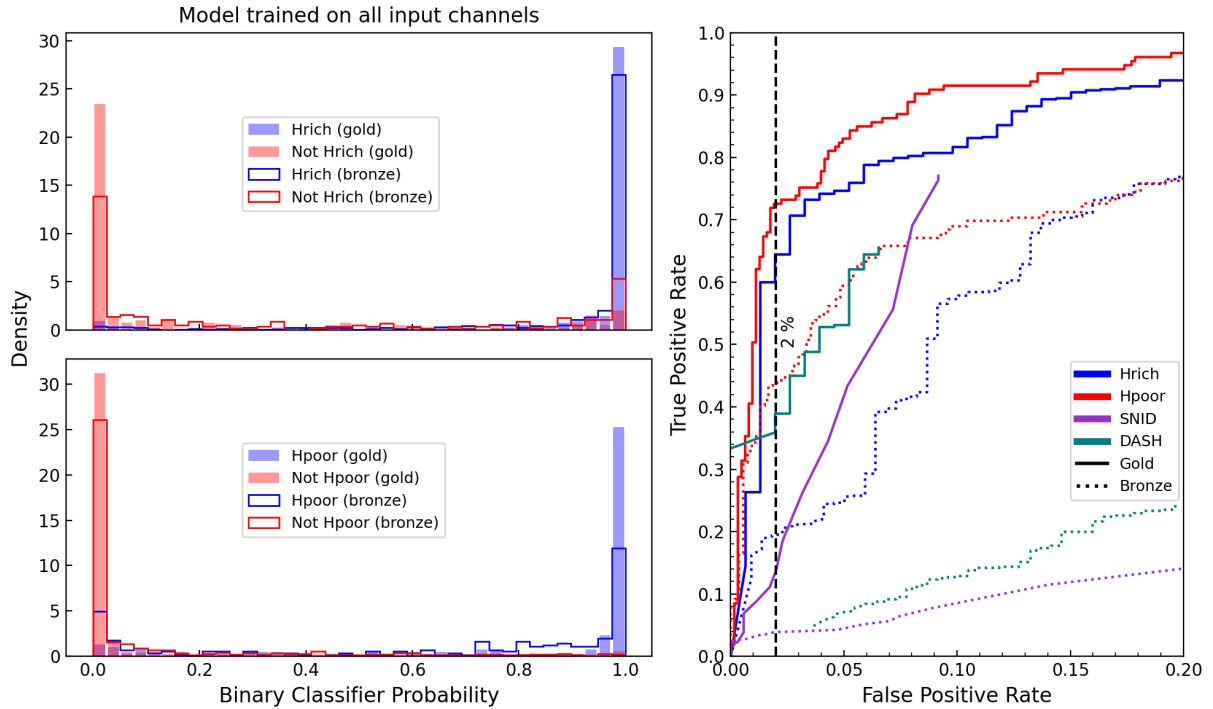 Model trained on all input channels
30
25
20
15
10
5
0
Hrich (gold)
Not Hrich (gold)
Hrich (bronze)
Not Hrich (bronze)
Density
30
25
20
15
10
5
0
Hpoor (gold)
Not Hpoor (gold)
Hpoor (bronze)
Not Hpoor (bronze)
0.0 0.2 0.4 0.6 0.8 1.0
Binary Classifier Probability
1.0
0.9
0.8
0.7
0.6
0.5
0.4
0.3
0.2
0.1
0.0
True Positive Rate
2 %
Hrich
Hpoor
SNID
DASH
Gold
Bronze
0.00 0.05 0.10 0.15 0.20
False Positive Rate